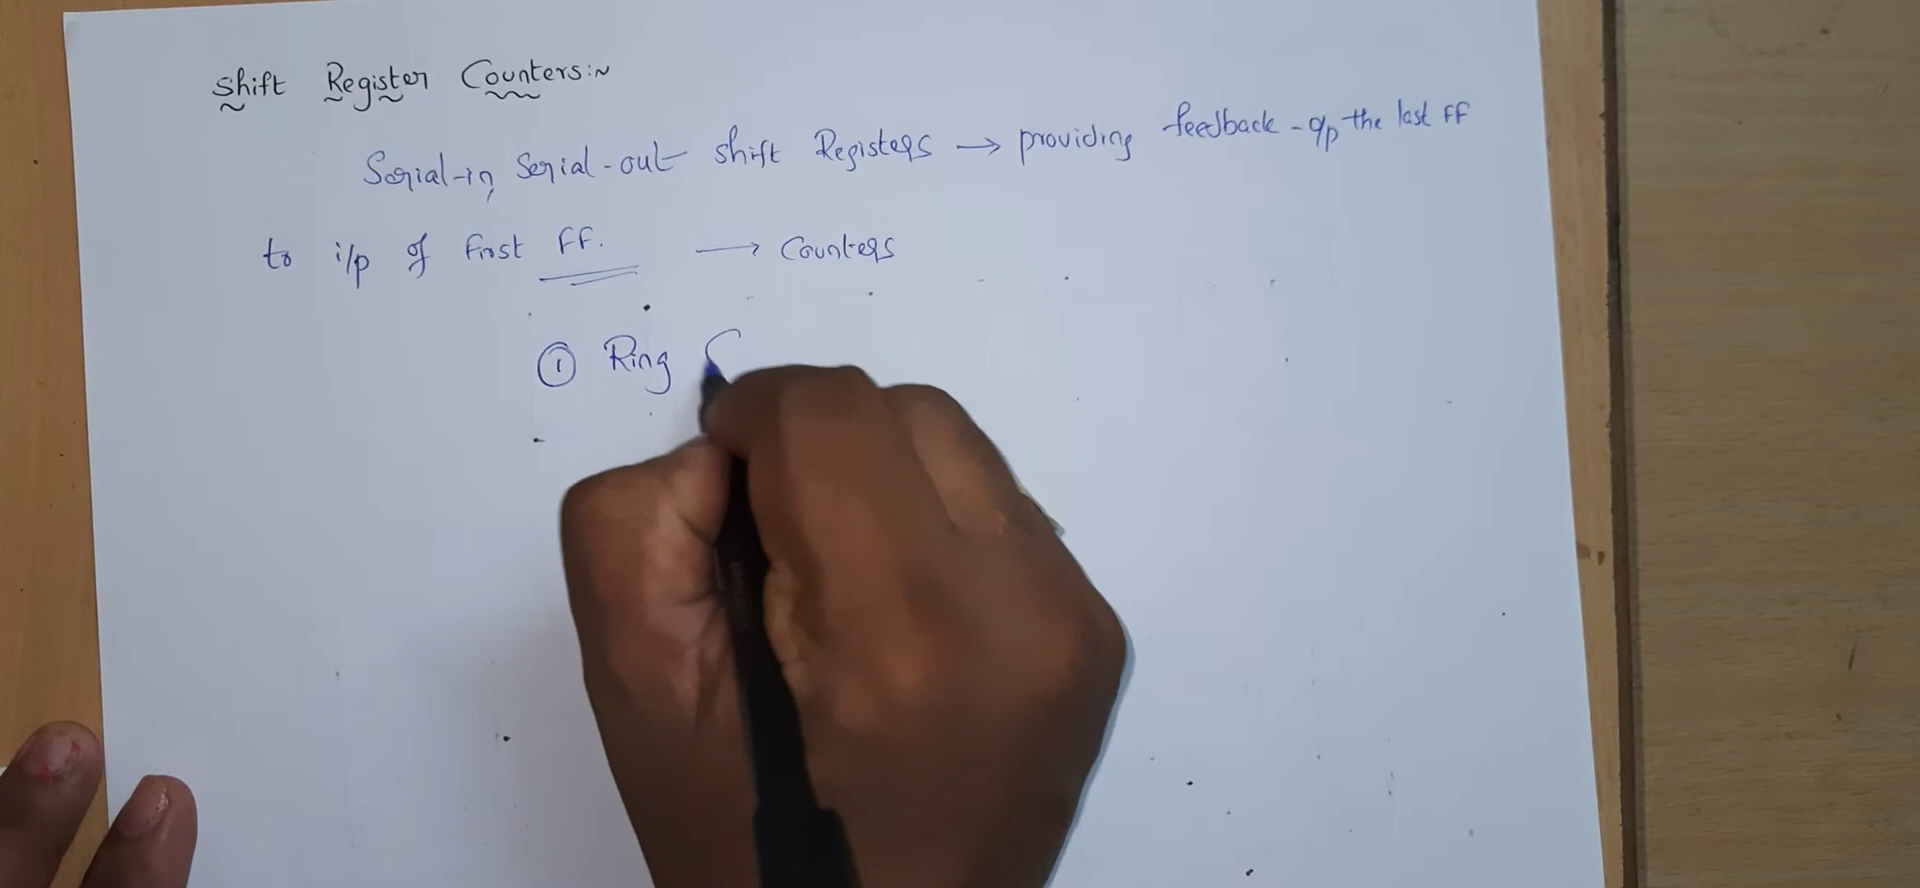 Shift Register Counters:~
Serial-in, Serial-out shift Registers → providing feedback - o/p the last FF
to i/p of First FF. → Counters
① Ring C